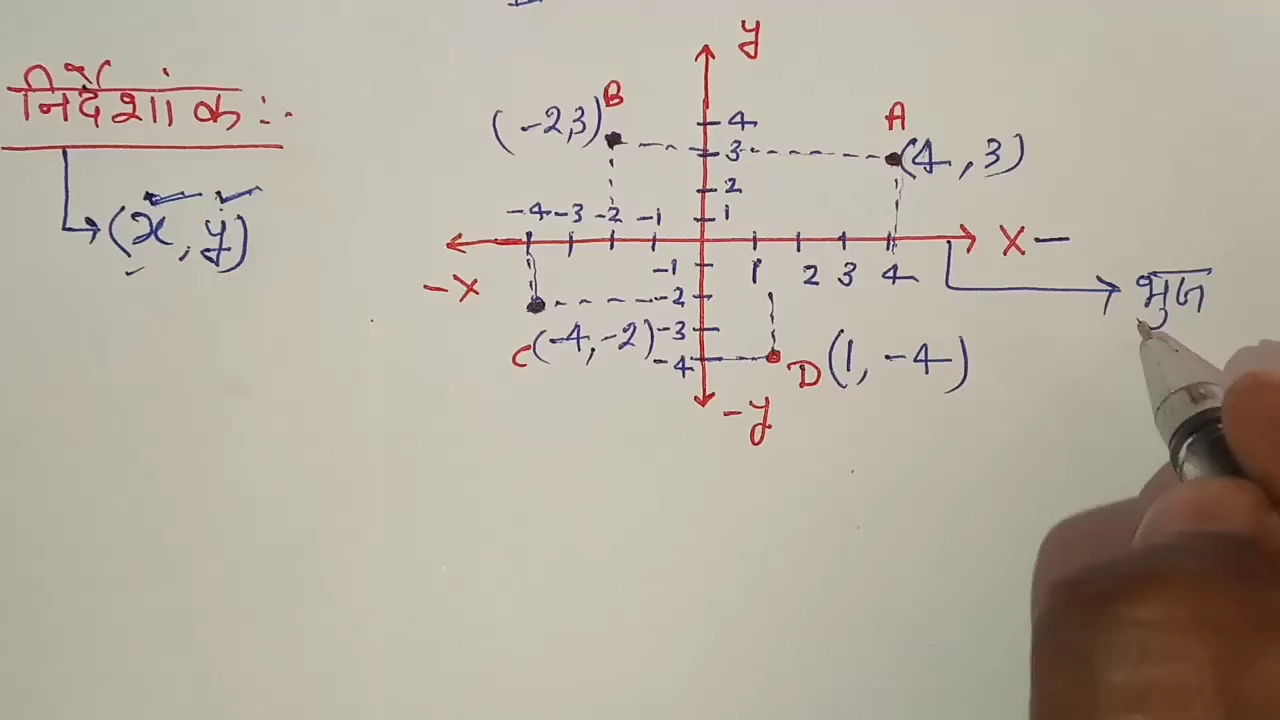 निर्देशांक :-
(x, y)
y
B
(-2,3)
A
(4, 3)
4
3
2
1
-4 -3 -2 -1
X -
-X
1 2 3 4
भुज
-1
-2
-3
-4
C(-4,-2)
D(1, -4)
-y